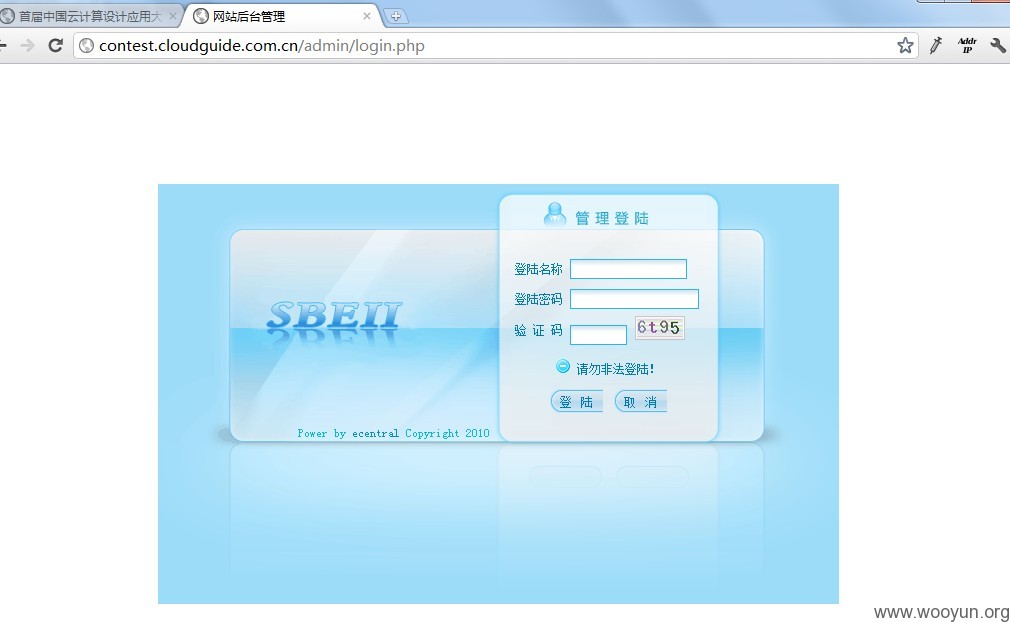 首届中国云计算设计应用大
网站后台管理
contest.cloudguide.com.cn/admin/login.php
Addr
IP
管理登陆
登陆名称
登陆密码
SBEII
验 证 码
6t95
请勿非法登陆!
登 陆
取 消
Power by ecentral Copyright 2010
www.wooyun.org